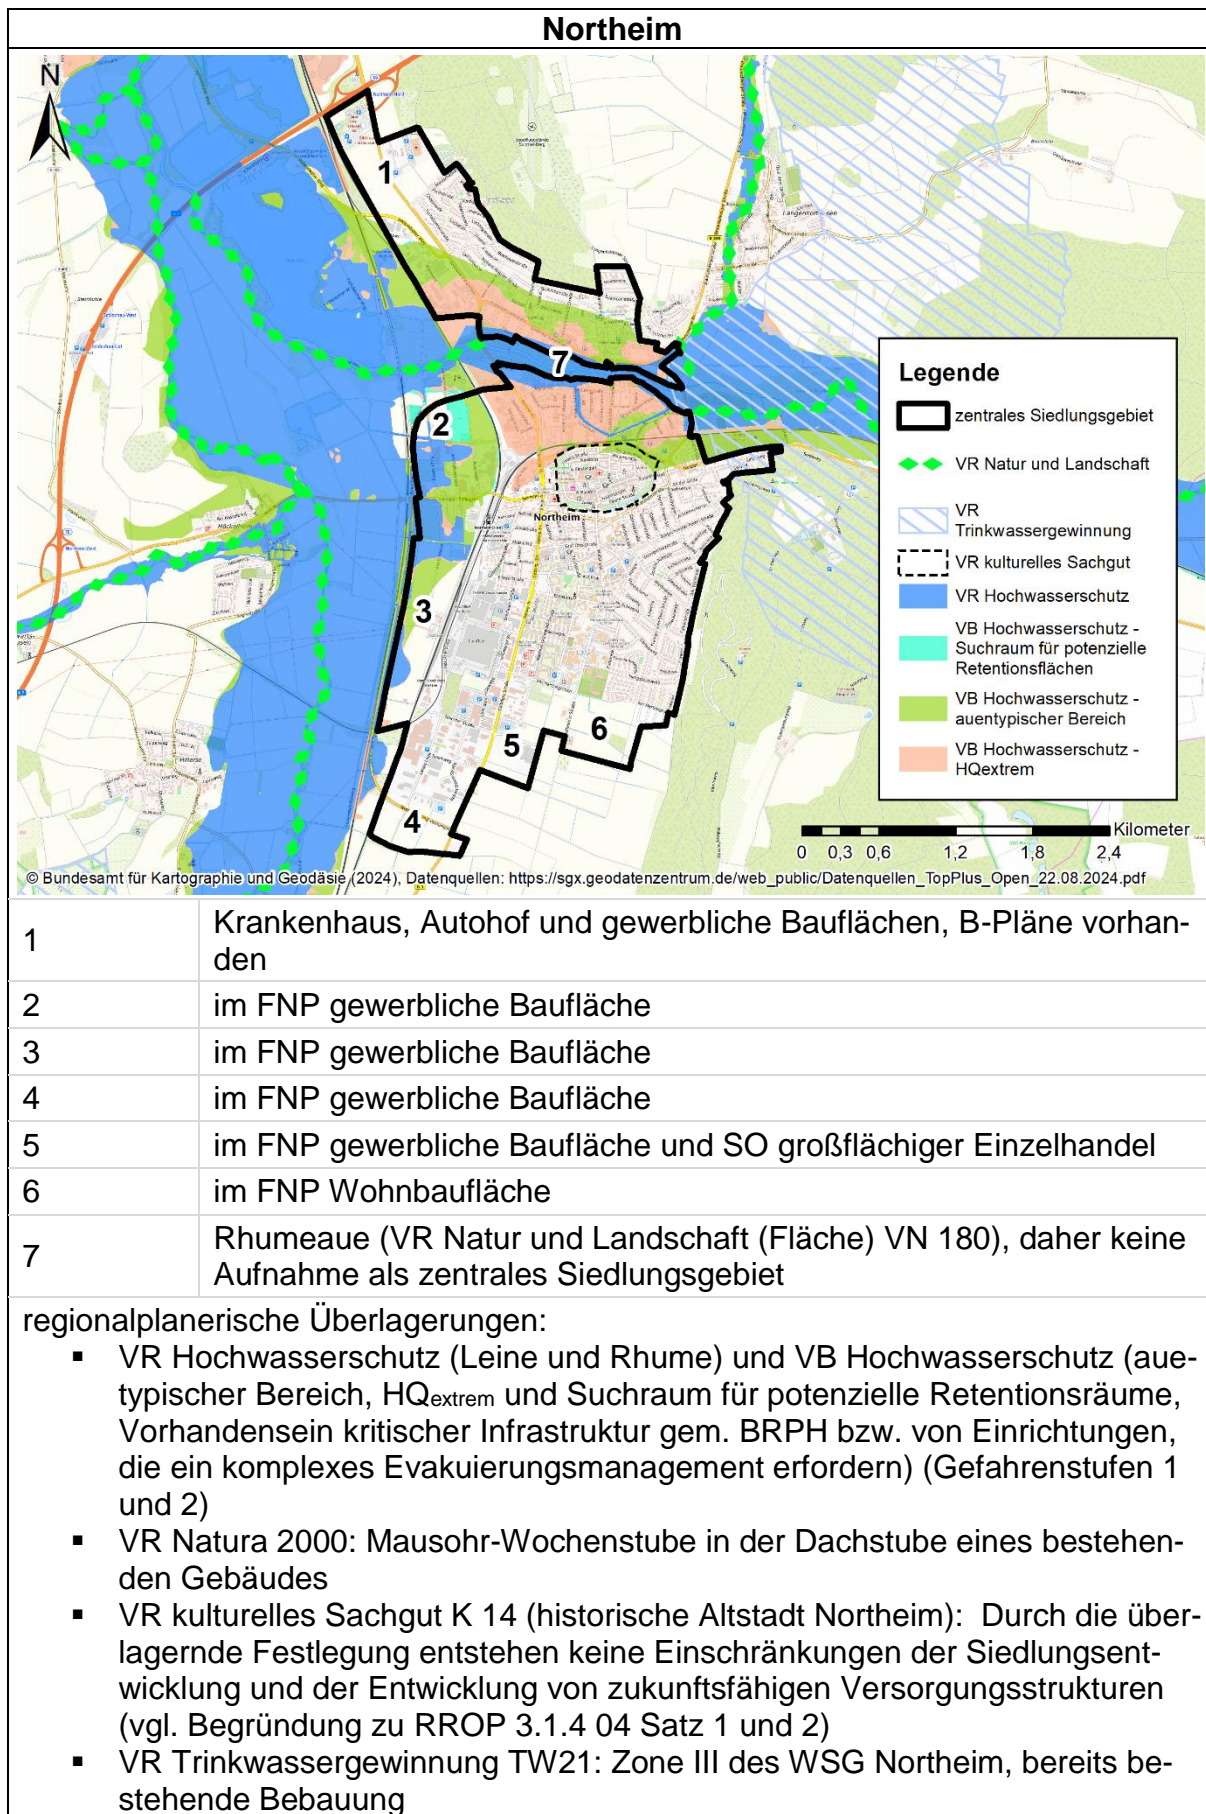 Northeim
N
1
7
2
3
6
5
4
Langenholtensen
Höckelheim
Hillerse
Northeim
Legende
zentrales Siedlungsgebiet
VR Natur und Landschaft
VR
Trinkwassergewinnung
VR kulturelles Sachgut
VR Hochwasserschutz
VB Hochwasserschutz -
Suchraum für potenzielle
Retentionsflächen
VB Hochwasserschutz -
auentypischer Bereich
VB Hochwasserschutz -
HQextrem
Kilometer
0 0,3 0,6 1,2 1,8 2,4
© Bundesamt für Kartographie und Geodäsie (2024), Datenquellen: https://sgx.geodatenzentrum.de/web_public/Datenquellen_TopPlus_Open_22.08.2024.pdf
1 Krankenhaus, Autohof und gewerbliche Bauflächen, B-Pläne vorhan-
den
2 im FNP gewerbliche Baufläche
3 im FNP gewerbliche Baufläche
4 im FNP gewerbliche Baufläche
5 im FNP gewerbliche Baufläche und SO großflächiger Einzelhandel
6 im FNP Wohnbaufläche
7 Rhumeaue (VR Natur und Landschaft (Fläche) VN 180), daher keine
Aufnahme als zentrales Siedlungsgebiet
regionalplanerische Überlagerungen:
▪ VR Hochwasserschutz (Leine und Rhume) und VB Hochwasserschutz (aue-
typischer Bereich, HQextrem und Suchraum für potenzielle Retentionsräume,
Vorhandensein kritischer Infrastruktur gem. BRPH bzw. von Einrichtungen,
die ein komplexes Evakuierungsmanagement erfordern) (Gefahrenstufen 1
und 2)
▪ VR Natura 2000: Mausohr-Wochenstube in der Dachstube eines bestehen-
den Gebäudes
▪ VR kulturelles Sachgut K 14 (historische Altstadt Northeim): Durch die über-
lagernde Festlegung entstehen keine Einschränkungen der Siedlungsent-
wicklung und der Entwicklung von zukunftsfähigen Versorgungsstrukturen
(vgl. Begründung zu RROP 3.1.4 04 Satz 1 und 2)
▪ VR Trinkwassergewinnung TW21: Zone III des WSG Northeim, bereits be-
stehende Bebauung